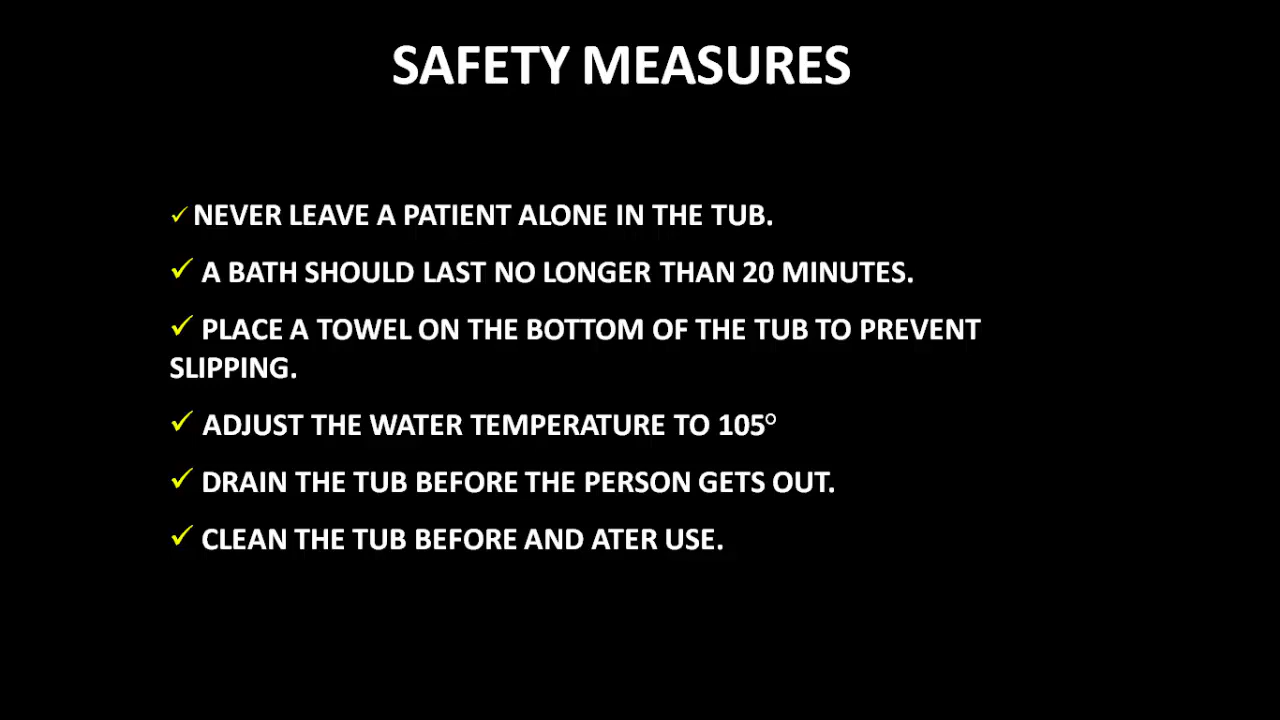 SAFETY MEASURES
✓ NEVER LEAVE A PATIENT ALONE IN THE TUB.
✓ A BATH SHOULD LAST NO LONGER THAN 20 MINUTES.
✓ PLACE A TOWEL ON THE BOTTOM OF THE TUB TO PREVENT
SLIPPING.
✓ ADJUST THE WATER TEMPERATURE TO 105°
✓ DRAIN THE TUB BEFORE THE PERSON GETS OUT.
✓ CLEAN THE TUB BEFORE AND ATER USE.